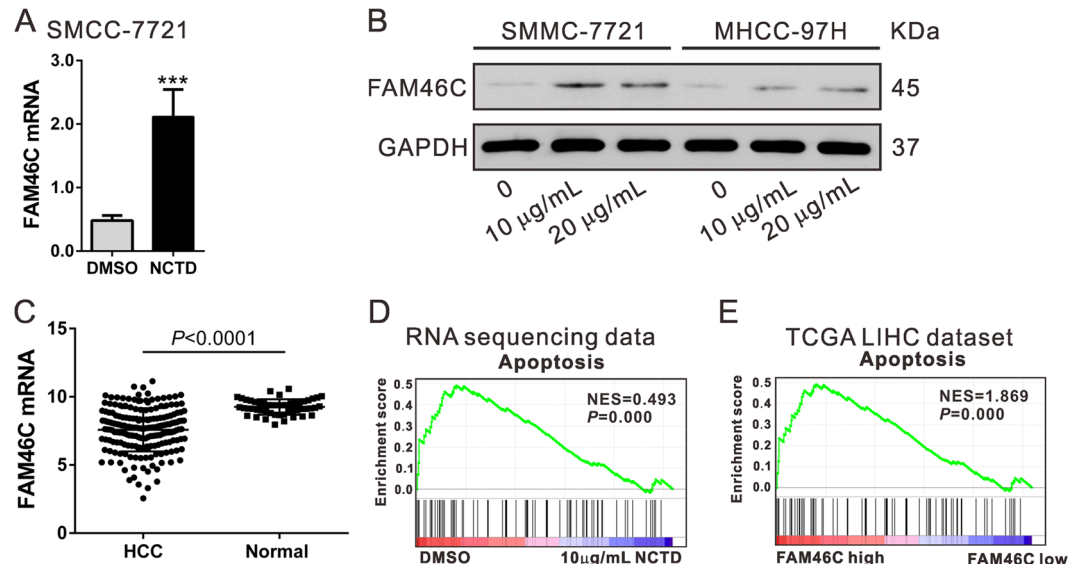 A SMCC-7721
FAM46C mRNA
3.0
2.0
1.0
0.0
***
DMSO NCTD
B
SMMC-7721 MHCC-97H KDa
FAM46C 45
GAPDH 37
0 10 μg/mL 20 μg/mL 0 10 μg/mL 20 μg/mL
C
FAM46C mRNA
15
10
5
0
P<0.0001
HCC Normal
D
RNA sequencing data
Apoptosis
Enrichment score
0.5
0.4
0.3
0.2
0.1
0.0
NES=0.493
P=0.000
DMSO 10μg/mL NCTD
E
TCGA LIHC dataset
Apoptosis
Enrichment score
0.5
0.4
0.3
0.2
0.1
0.0
NES=1.869
P=0.000
FAM46C high FAM46C low